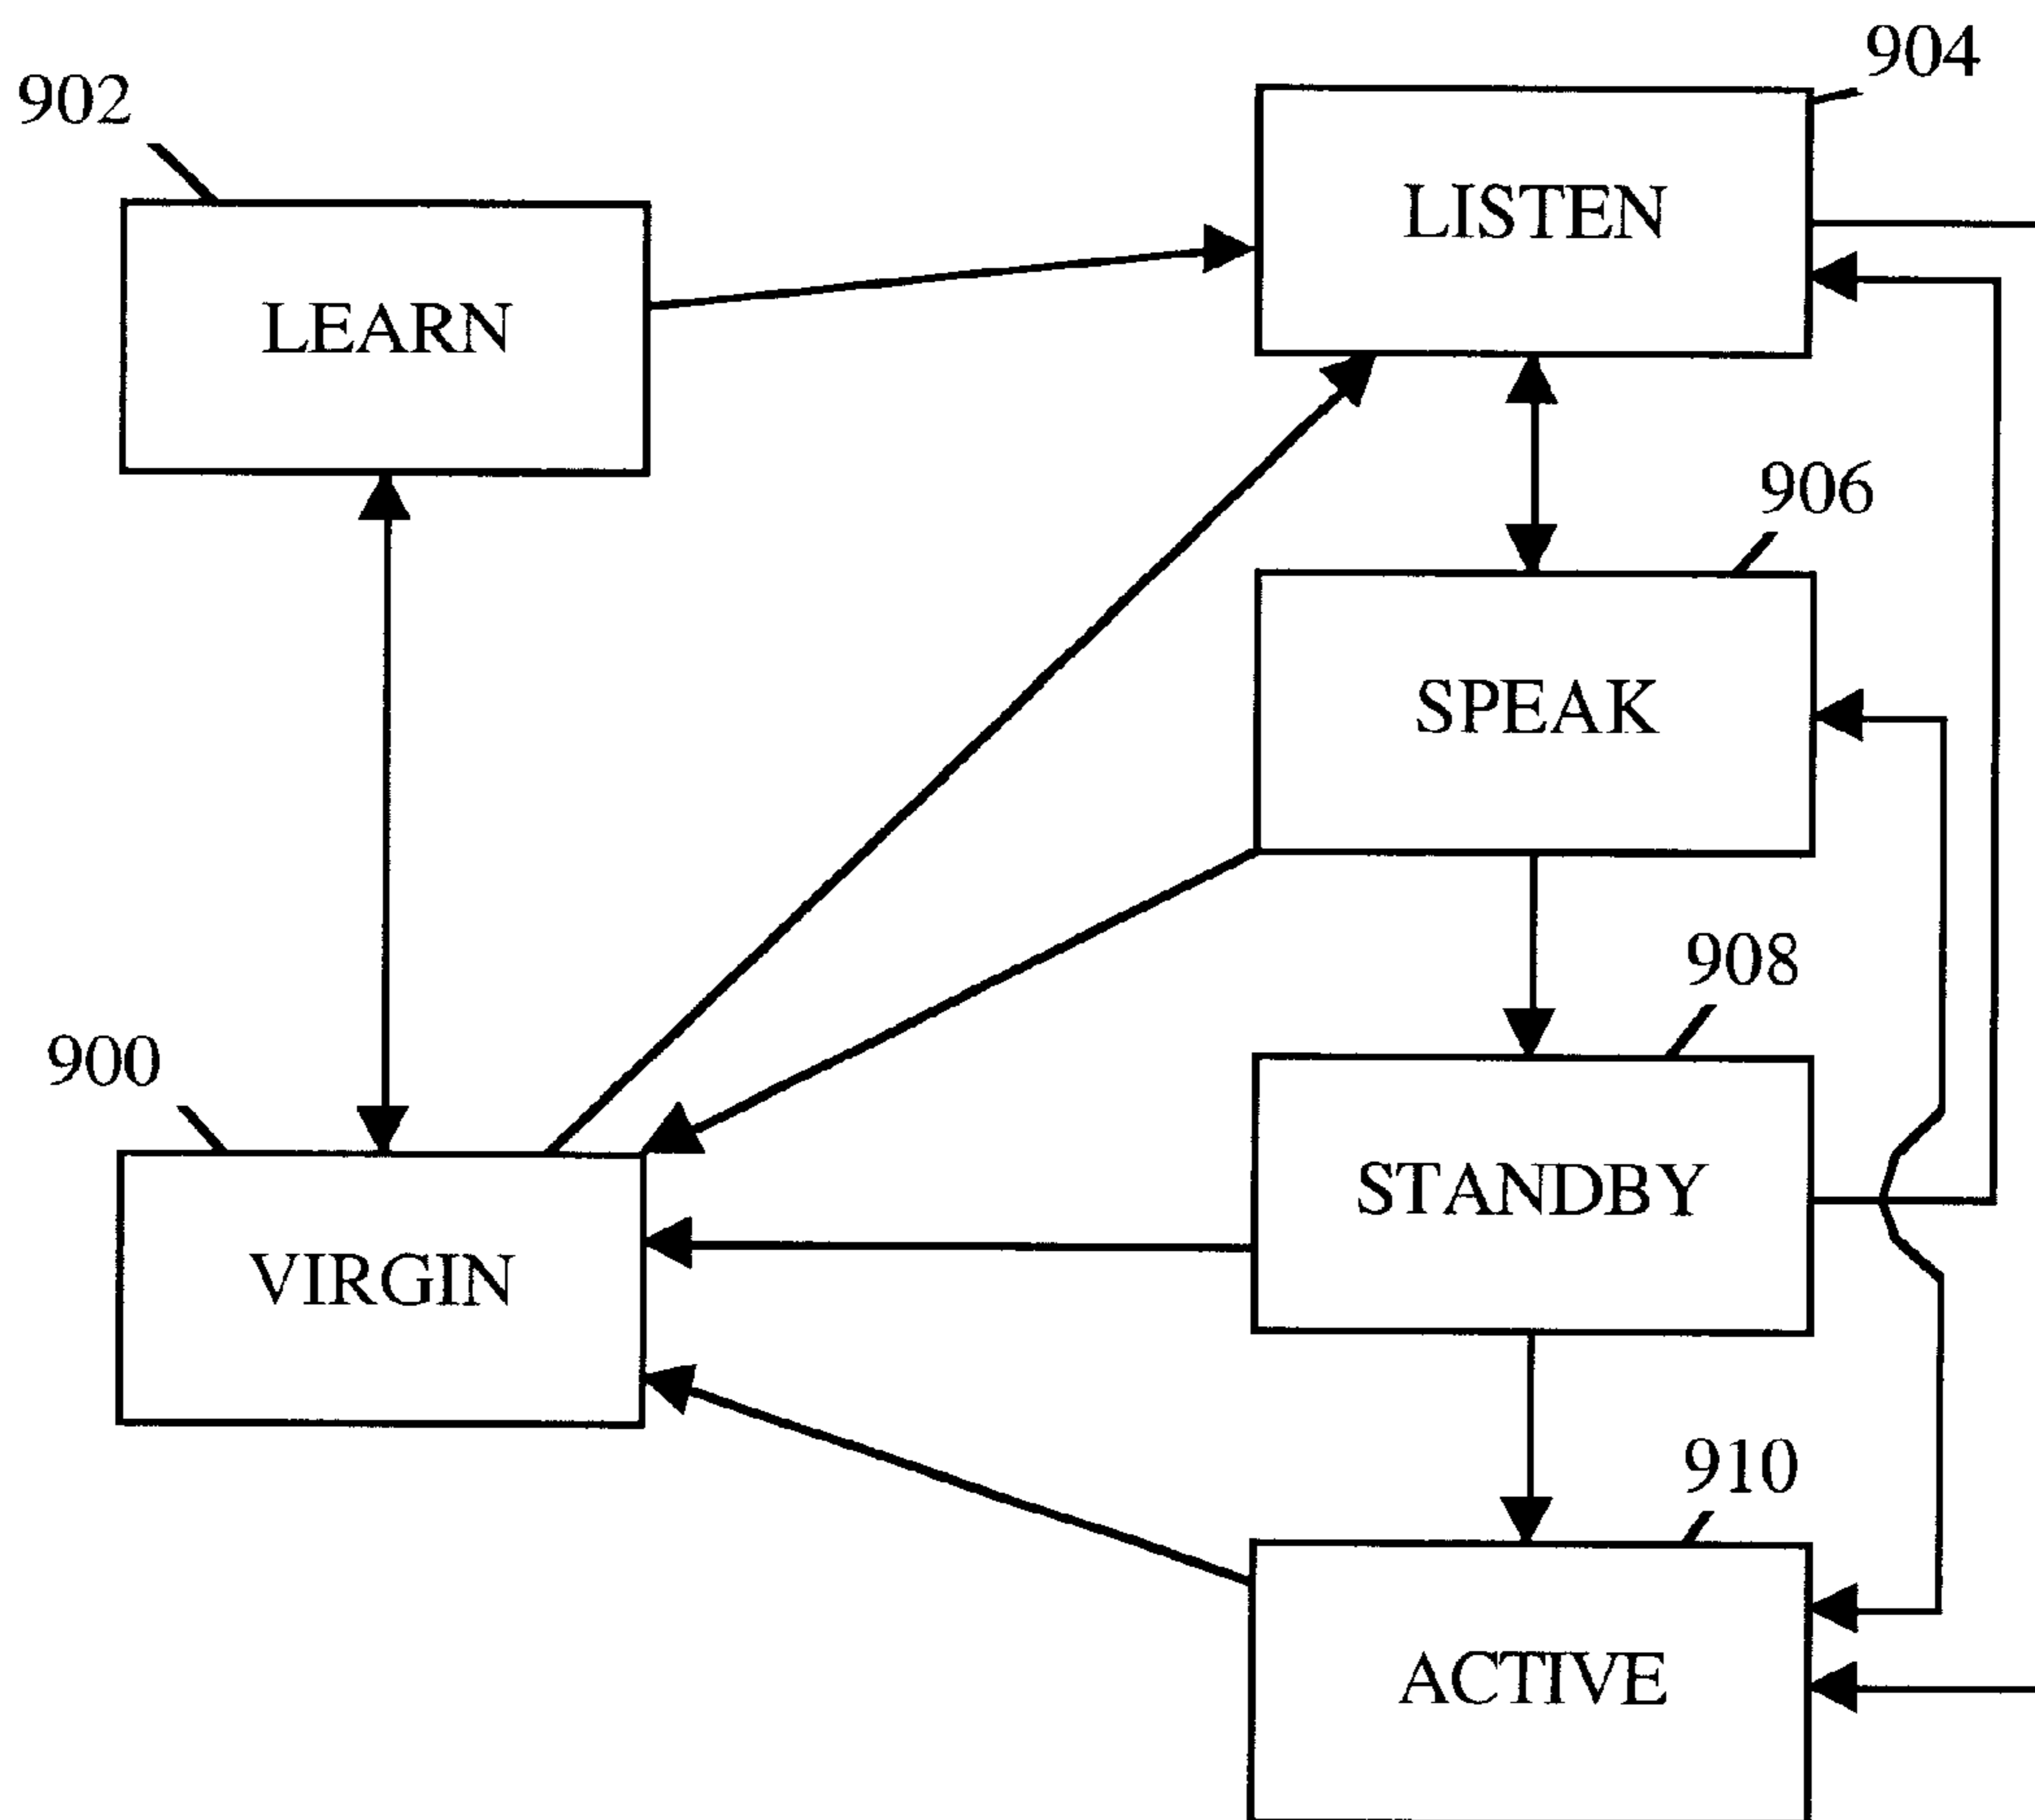 904
902
LISTEN
LEARN
906
SPEAK
908
900
STANDBY
VIRGIN
910
ACTIVE